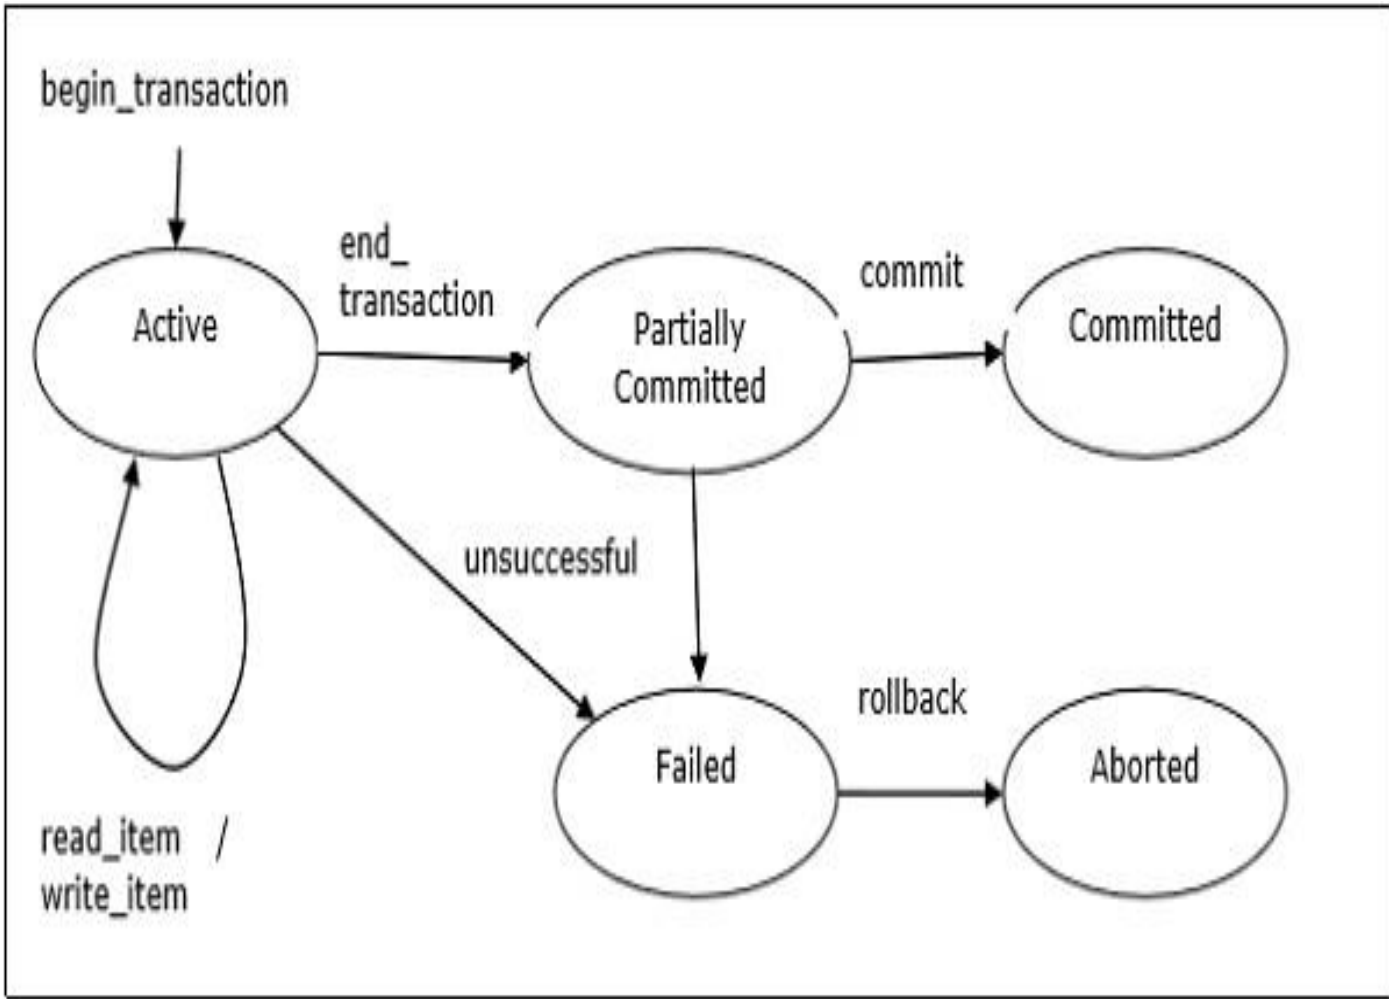 begin_transaction
end_
transaction
commit
Active
Partially
Committed
Committed
unsuccessful
rollback
Failed
Aborted
read_item /
write_item